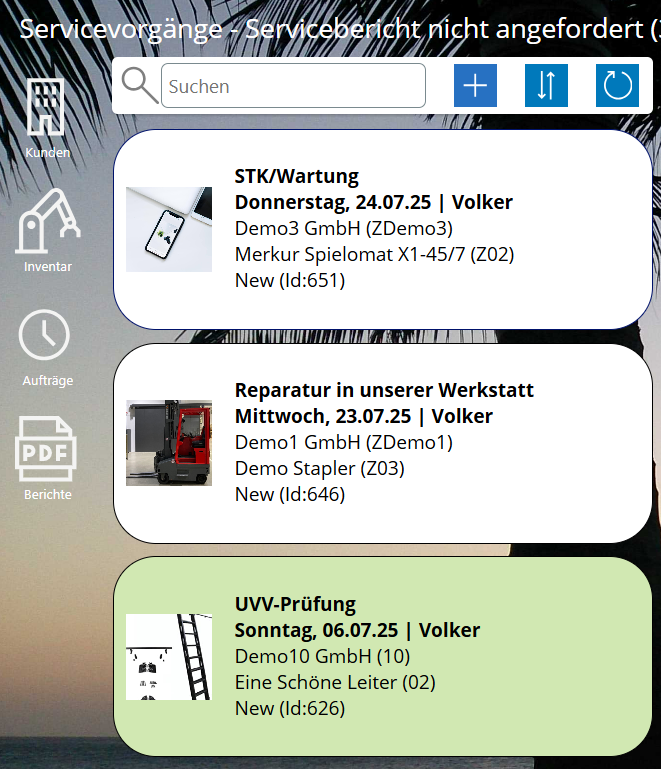 Servicevorgänge - Servicebericht nicht angefordert (
Suchen
Kunden
Inventar
Aufträge
PDF
Berichte
STK/Wartung
Donnerstag, 24.07.25 | Volker
Demo3 GmbH (ZDemo3)
Merkur Spielomat X1-45/7 (Z02)
New (Id:651)
Reparatur in unserer Werkstatt
Mittwoch, 23.07.25 | Volker
Demo1 GmbH (ZDemo1)
Demo Stapler (Z03)
New (Id:646)
UVV-Prüfung
Sonntag, 06.07.25 | Volker
Demo10 GmbH (10)
Eine Schöne Leiter (02)
New (Id:626)